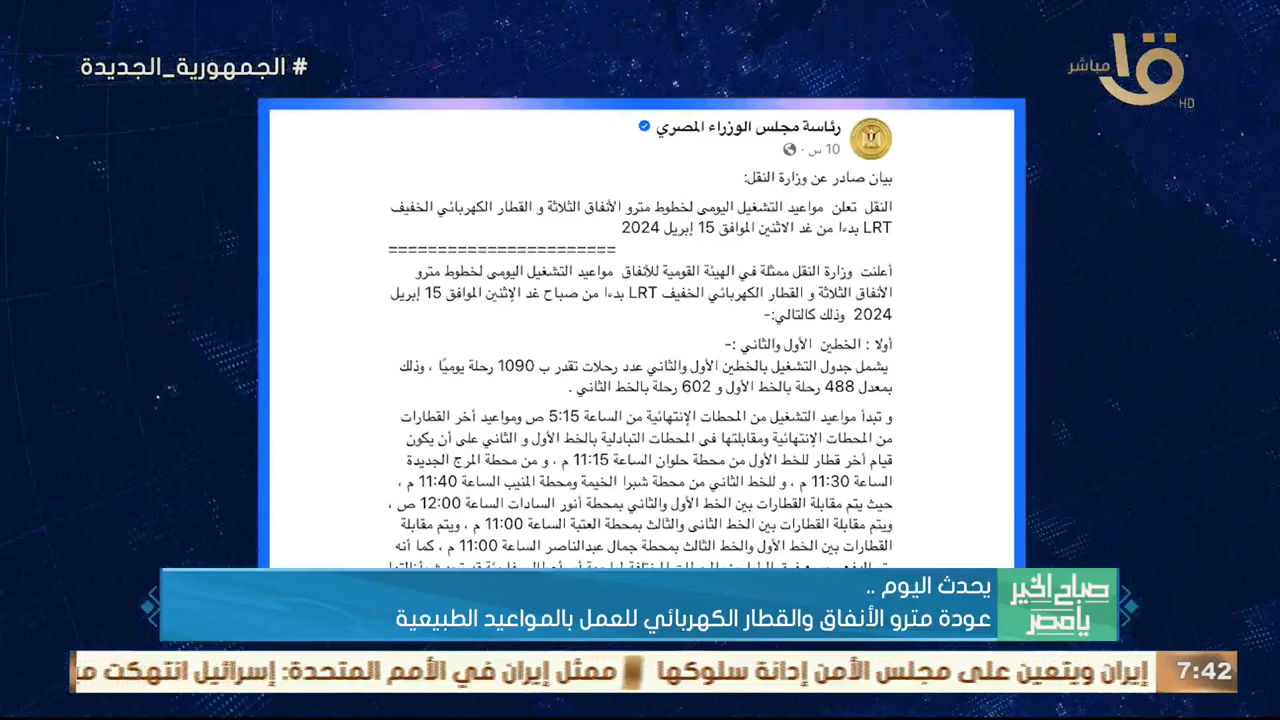 # الجمهورية_الجديدة
مباشر
HD
رئاسة مجلس الوزراء المصري
10 س ·
بيان صادر عن وزارة النقل:
النقل تعلن مواعيد التشغيل اليومى لخطوط مترو الأنفاق الثلاثة و القطار الكهربائي الخفيف
LRT بدءا من غد الاثنين الموافق 15 إبريل 2024
=====================
أعلنت وزارة النقل ممثلة في الهيئة القومية للأنفاق مواعيد التشغيل اليومى لخطوط مترو
الأنفاق الثلاثة و القطار الكهربائي الخفيف LRT بدءا من صباح غد الإثنين الموافق 15 إبريل
2024 وذلك كالتالي:-
أولا : الخطين الأول والثاني :-
يشمل جدول التشغيل بالخطين الأول والثاني عدد رحلات تقدر ب 1090 رحلة يوميًا ، وذلك
بمعدل 488 رحلة بالخط الأول و 602 رحلة بالخط الثاني .
و تبدأ مواعيد التشغيل من المحطات الإنتهائية من الساعة 5:15 ص ومواعيد أخر القطارات
من المحطات الإنتهائية ومقابلتها فى المحطات التبادلية بالخط الأول و الثاني على أن يكون
قيام أخر قطار للخط الأول من محطة حلوان الساعة 11:15 م ، و من محطة المرج الجديدة
الساعة 11:30 م ، و للخط الثاني من محطة شبرا الخيمة ومحطة المنيب الساعة 11:40 م ،
حيث يتم مقابلة القطارات بين الخط الأول والثاني بمحطة أنور السادات الساعة 12:00 ص ،
ويتم مقابلة القطارات بين الخط الثانى والثالث بمحطة العتبة الساعة 11:00 م ، ويتم مقابلة
القطارات بين الخط الأول والخط الثالث بمحطة جمال عبدالناصر الساعة 11:00 م ، كما أنه
صباح الخير
يا مصر
يحدث اليوم ..
عودة مترو الأنفاق والقطار الكهربائي للعمل بالمواعيد الطبيعية
7:42
إيران ويتعين على مجلس الأمن إدانة سلوكها ممثل إيران في الأمم المتحدة: إسرائيل انتهكت